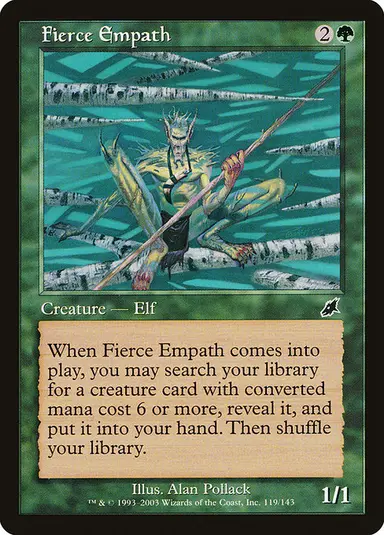 Fierce Empath 2
Creature — Elf
When Fierce Empath comes into
play, you may search your library
for a creature card with converted
mana cost 6 or more, reveal it, and
put it into your hand. Then shuffle
your library.
Illus. Alan Pollack
™ & © 1993-2003 Wizards of the Coast, Inc. 119/143
1/1